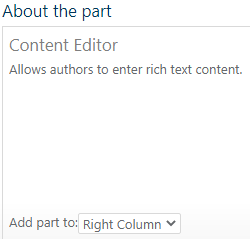 About the part
Content Editor
Allows authors to enter rich text content.
Add part to: Right Column